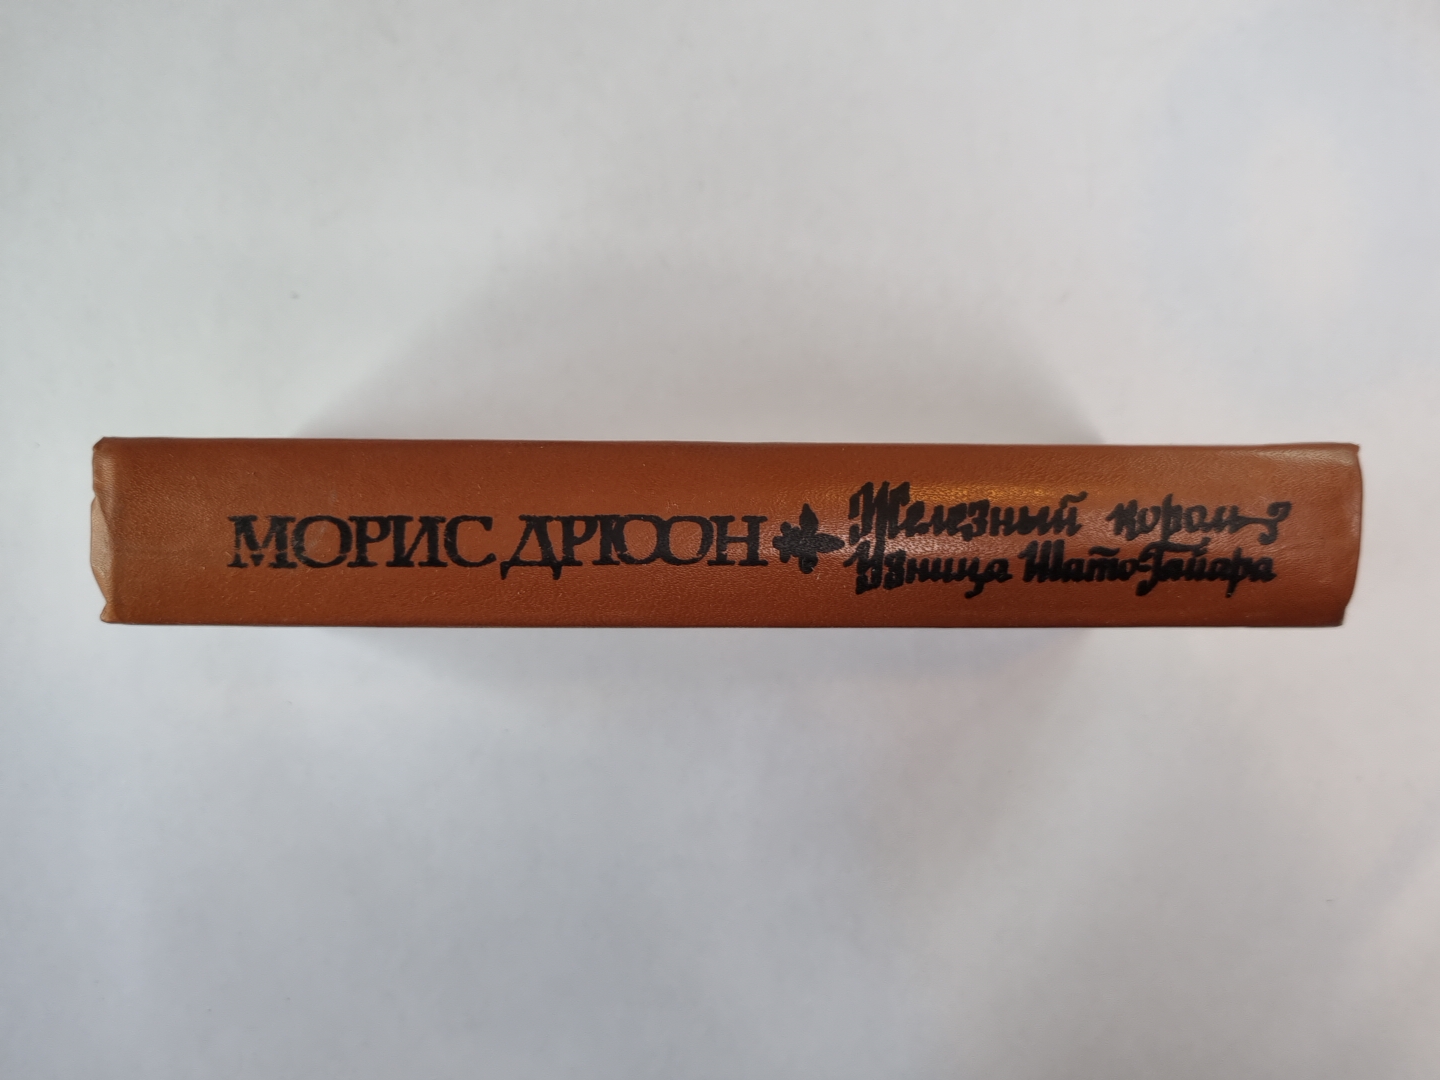 МОРИС ДРЮОН
Железный король
Узница Шато-Гайара